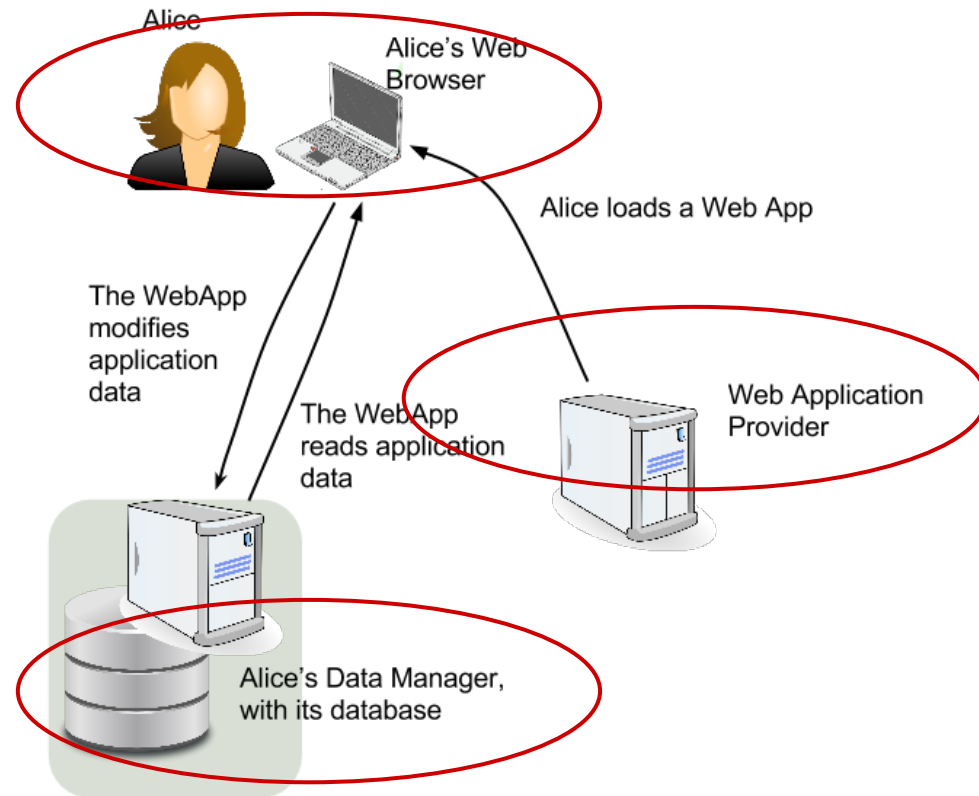 Alice
Alice's Web
Browser
Alice loads a Web App
The WebApp
modifies
application
data
The WebApp
reads application
data
Web Application
Provider
Alice's Data Manager,
with its database